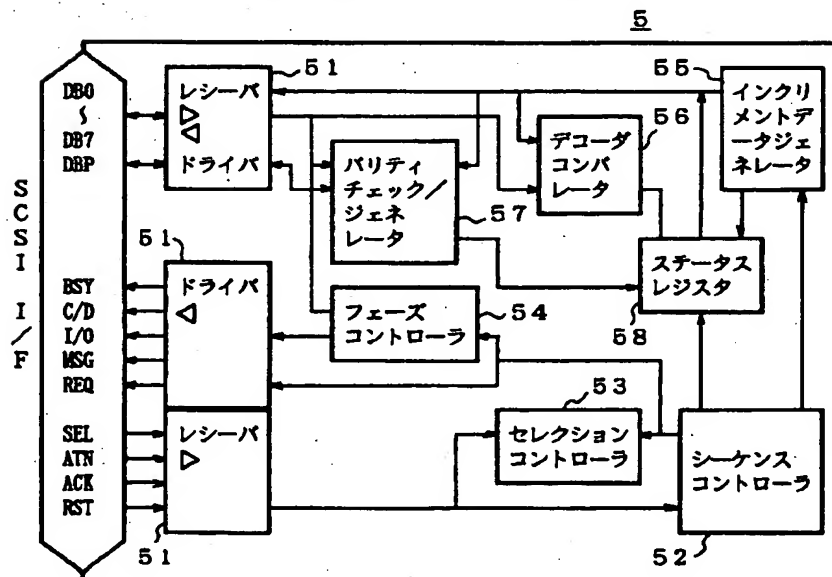 5
51
55
DB0
〜
DB7
DBP
レシーバ
ドライバ
パリティ
チェック/
ジェネ
レータ
57
デコーダ
コンパ
レータ
56
インクリ
メントデ
ータジェ
ネレータ
SCSI I/F
51
BSY
C/D
I/O
MSG
REQ
ドライバ
フェーズ
コントローラ
54
ステータス
レジスタ
58
53
SEL
ATN
ACK
RST
レシーバ
セレクション
コントローラ
シーケンス
コントローラ
51
52